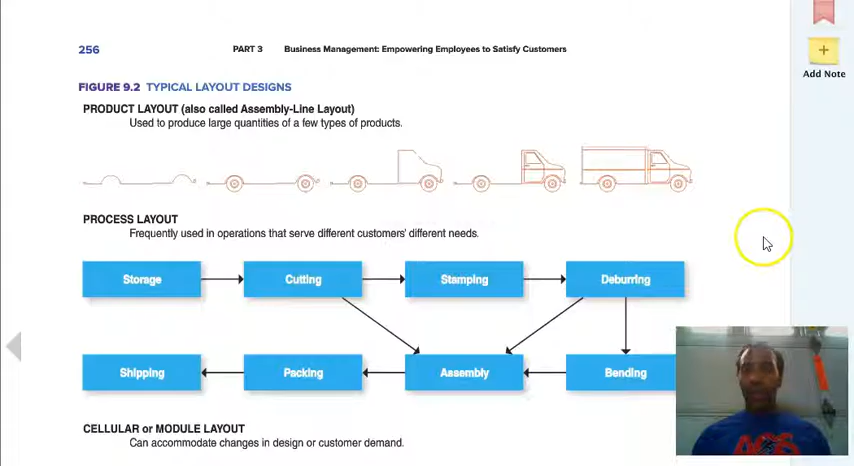 256
PART 3 Business Management: Empowering Employees to Satisfy Customers
Add Note
FIGURE 9.2 TYPICAL LAYOUT DESIGNS
PRODUCT LAYOUT (also called Assembly-Line Layout)
Used to produce large quantities of a few types of products.
PROCESS LAYOUT
Frequently used in operations that serve different customers' different needs.
Storage
Cutting
Stamping
Deburring
Shipping
Packing
Assembly
Bending
CELLULAR or MODULE LAYOUT
Can accommodate changes in design or customer demand.